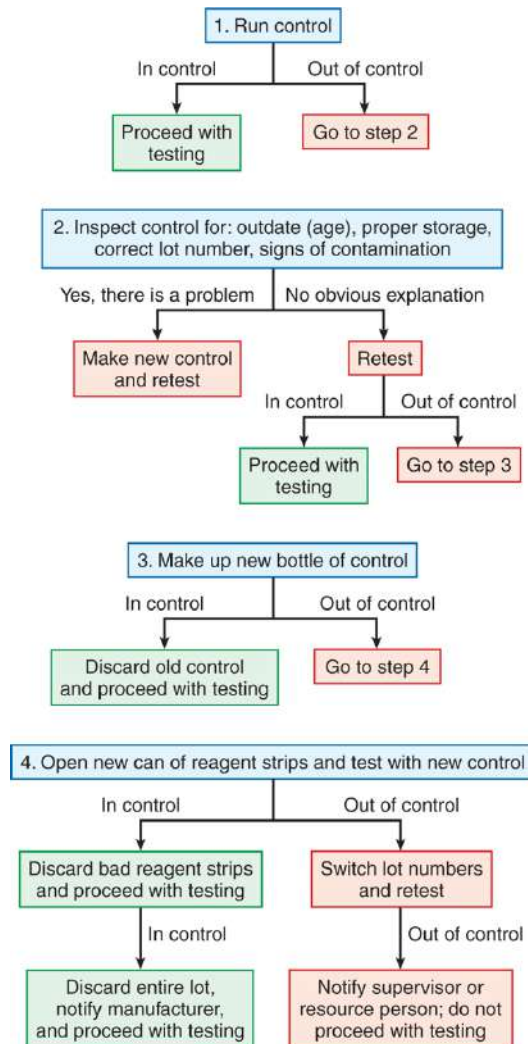 1. Run control
In control
Out of control
Proceed with
testing
Go to step 2
2. Inspect control for: outdate (age), proper storage,
correct lot number, signs of contamination
Yes, there is a problem
No obvious explanation
Make new control
and retest
Retest
In control
Out of control
Proceed with
testing
Go to step 3
3. Make up new bottle of control
In control
Out of control
Discard old control
and proceed with testing
Go to step 4
4. Open new can of reagent strips and test with new control
In control
Out of control
Discard bad reagent strips
and proceed with testing
Switch lot numbers
and retest
In control
Out of control
Discard entire lot,
notify manufacturer,
and proceed with testing
Notify supervisor or
resource person; do not
proceed with testing